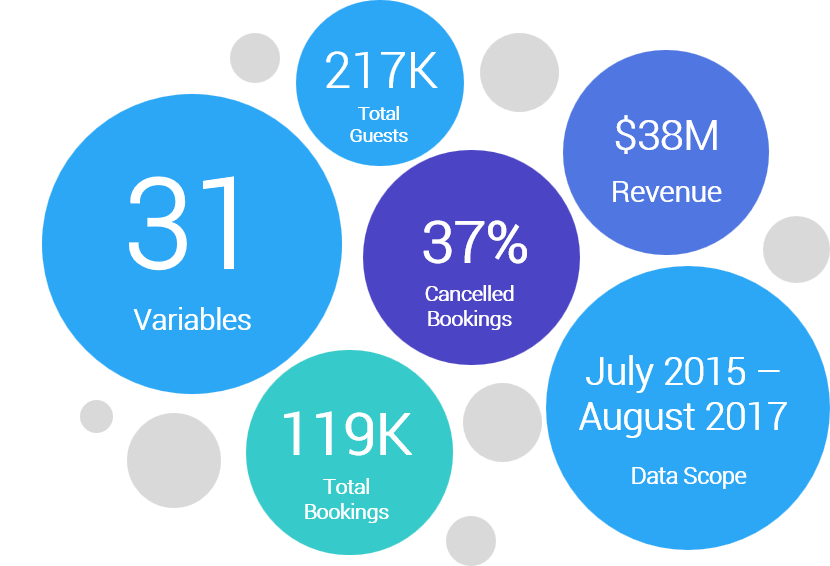 217K
Total
Guests
$38M
Revenue
31
Variables
37%
Cancelled
Bookings
July 2015 –
August 2017
Data Scope
119K
Total
Bookings